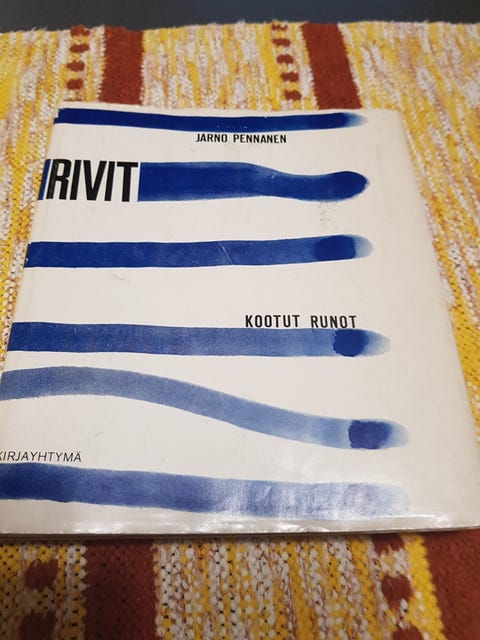 JARNO PENNANEN
RIVIT
KOOTUT RUNOT
KIRJAYHTYMÄ